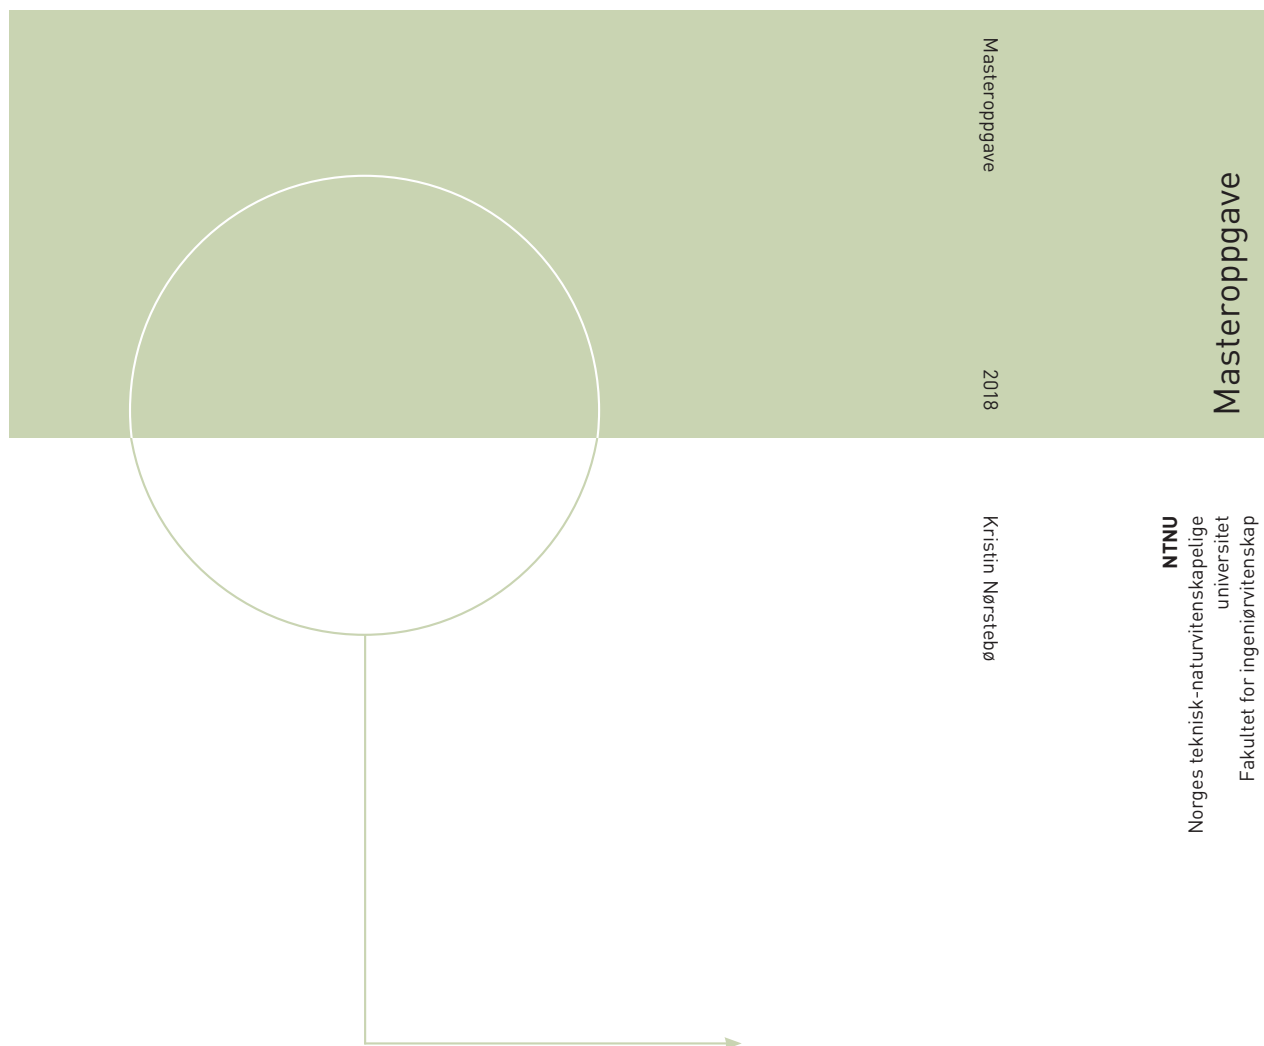 Masteroppgave
2018
Kristin Nørstebø
Masteroppgave
NTNU
Norges teknisk-naturvitenskapelige
universitet
Fakultet for ingeniørvitenskap